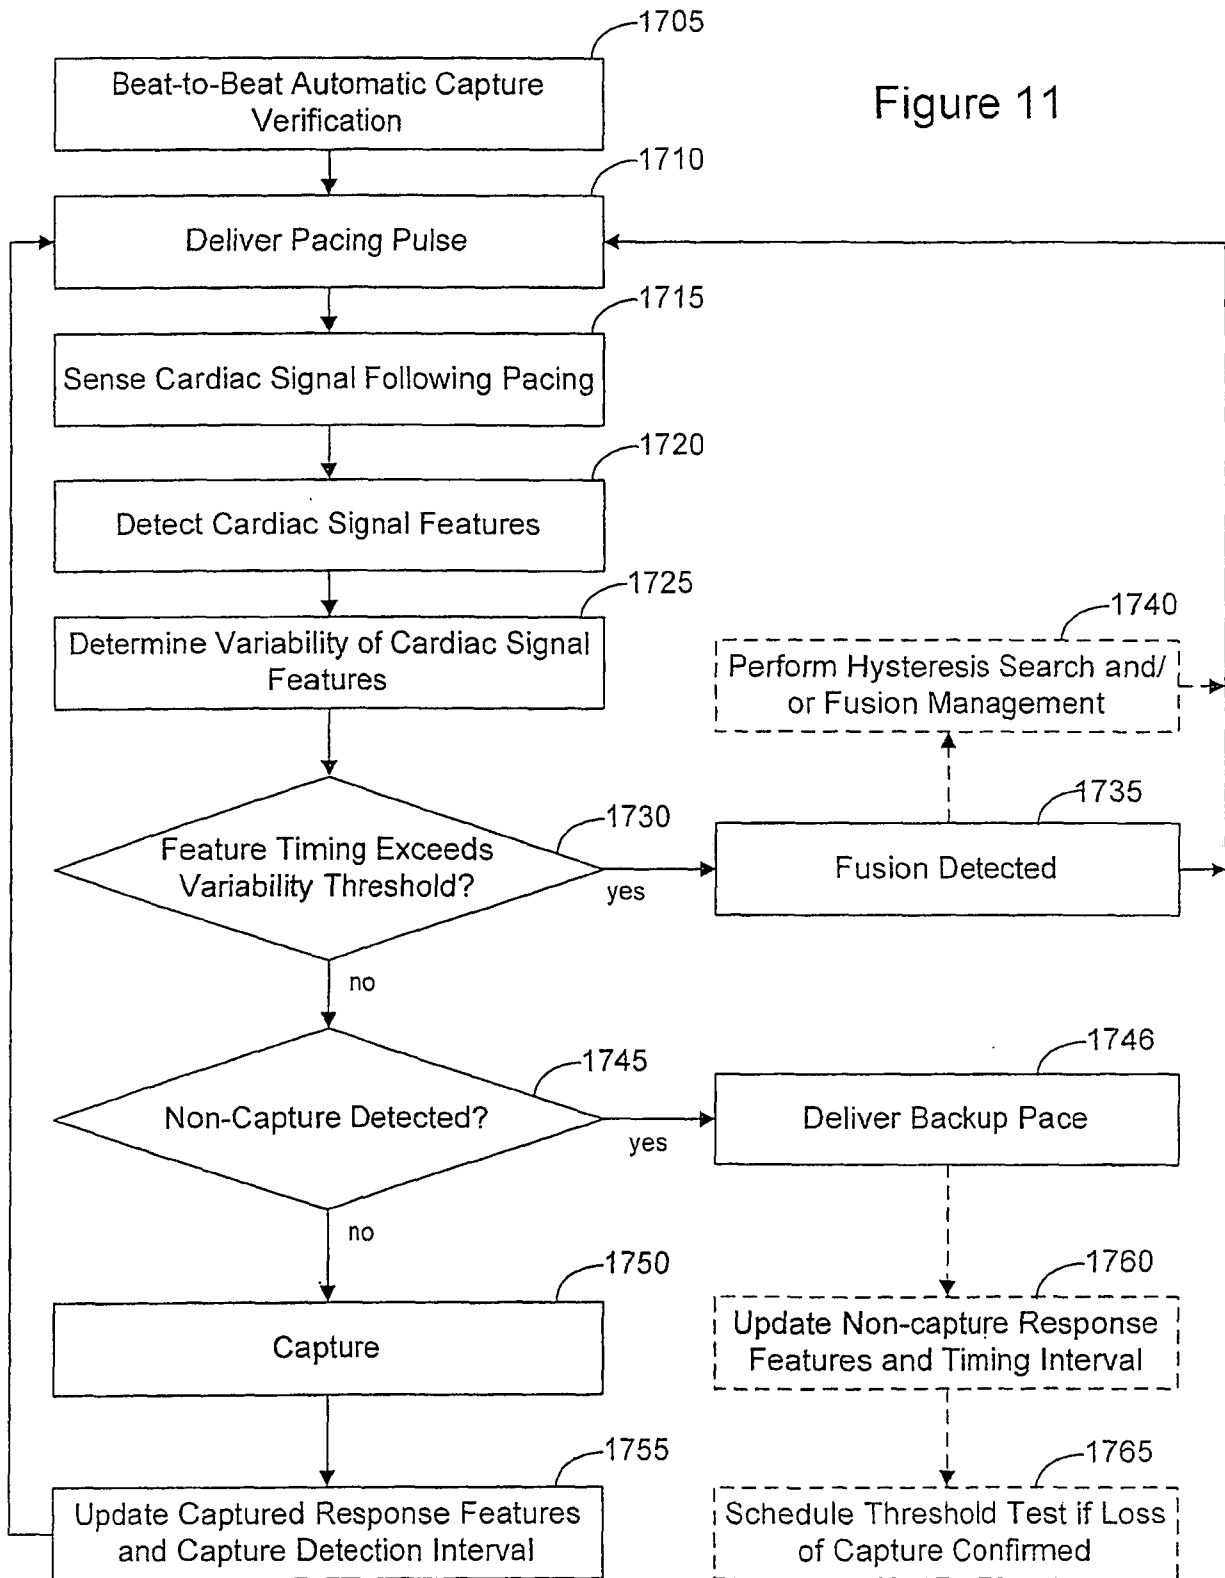 1705
Beat-to-Beat Automatic Capture
Verification
Figure 11
1710
Deliver Pacing Pulse
1715
Sense Cardiac Signal Following Pacing
1720
Detect Cardiac Signal Features
1725
Determine Variability of Cardiac Signal
Features
1740
Perform Hysteresis Search and/
or Fusion Management
1730
Feature Timing Exceeds
Variability Threshold?
yes
1735
Fusion Detected
no
1745
Non-Capture Detected?
yes
1746
Deliver Backup Pace
no
1750
Capture
1760
Update Non-capture Response
Features and Timing Interval
1755
Update Captured Response Features
and Capture Detection Interval
1765
Schedule Threshold Test if Loss
of Capture Confirmed